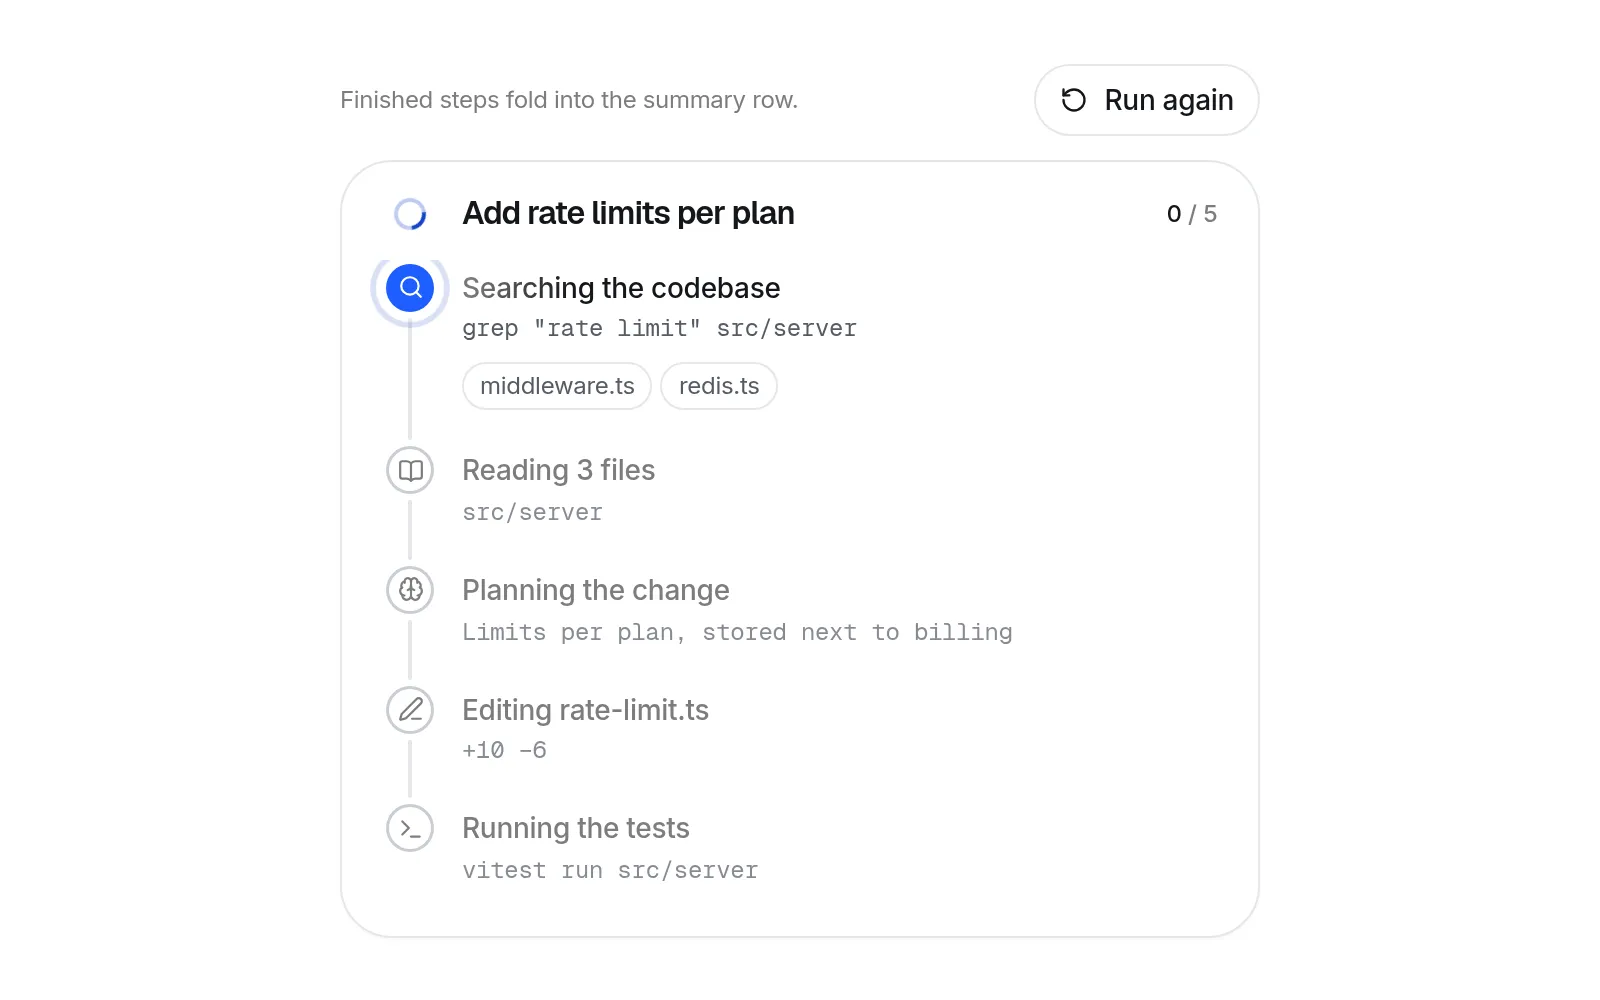 Finished steps fold into the summary row.
Run again
Add rate limits per plan
0 / 5
Searching the codebase
grep "rate limit" src/server
middleware.ts
redis.ts
Reading 3 files
src/server
Planning the change
Limits per plan, stored next to billing
Editing rate-limit.ts
+10 −6
Running the tests
vitest run src/server